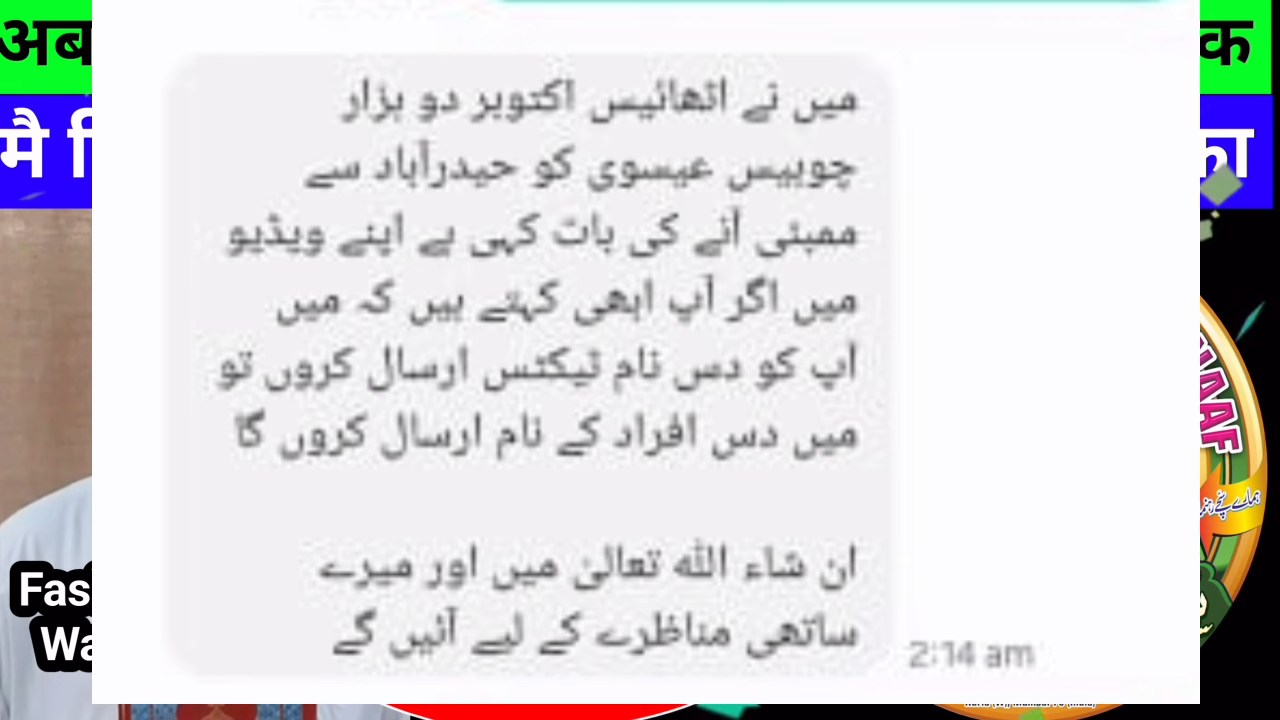 अब
क
मै
का
میں نے اٹھائیس اکتوبر دو ہزار
چوبیس عیسوی کو حیدرآباد سے
ممبئی آنے کی بات کہی ہے اپنے ویڈیو
میں اگر آپ ابھی کہتے ہیں کہ میں
آپ کو دس نام ٹیکٹس ارسال کروں تو
میں دس افراد کے نام ارسال کروں گا
ان شاء اللہ تعالیٰ میں اور میرے
ساتھی مناظرے کے لیے آئیں گے
2:14 am
Fas
Wa